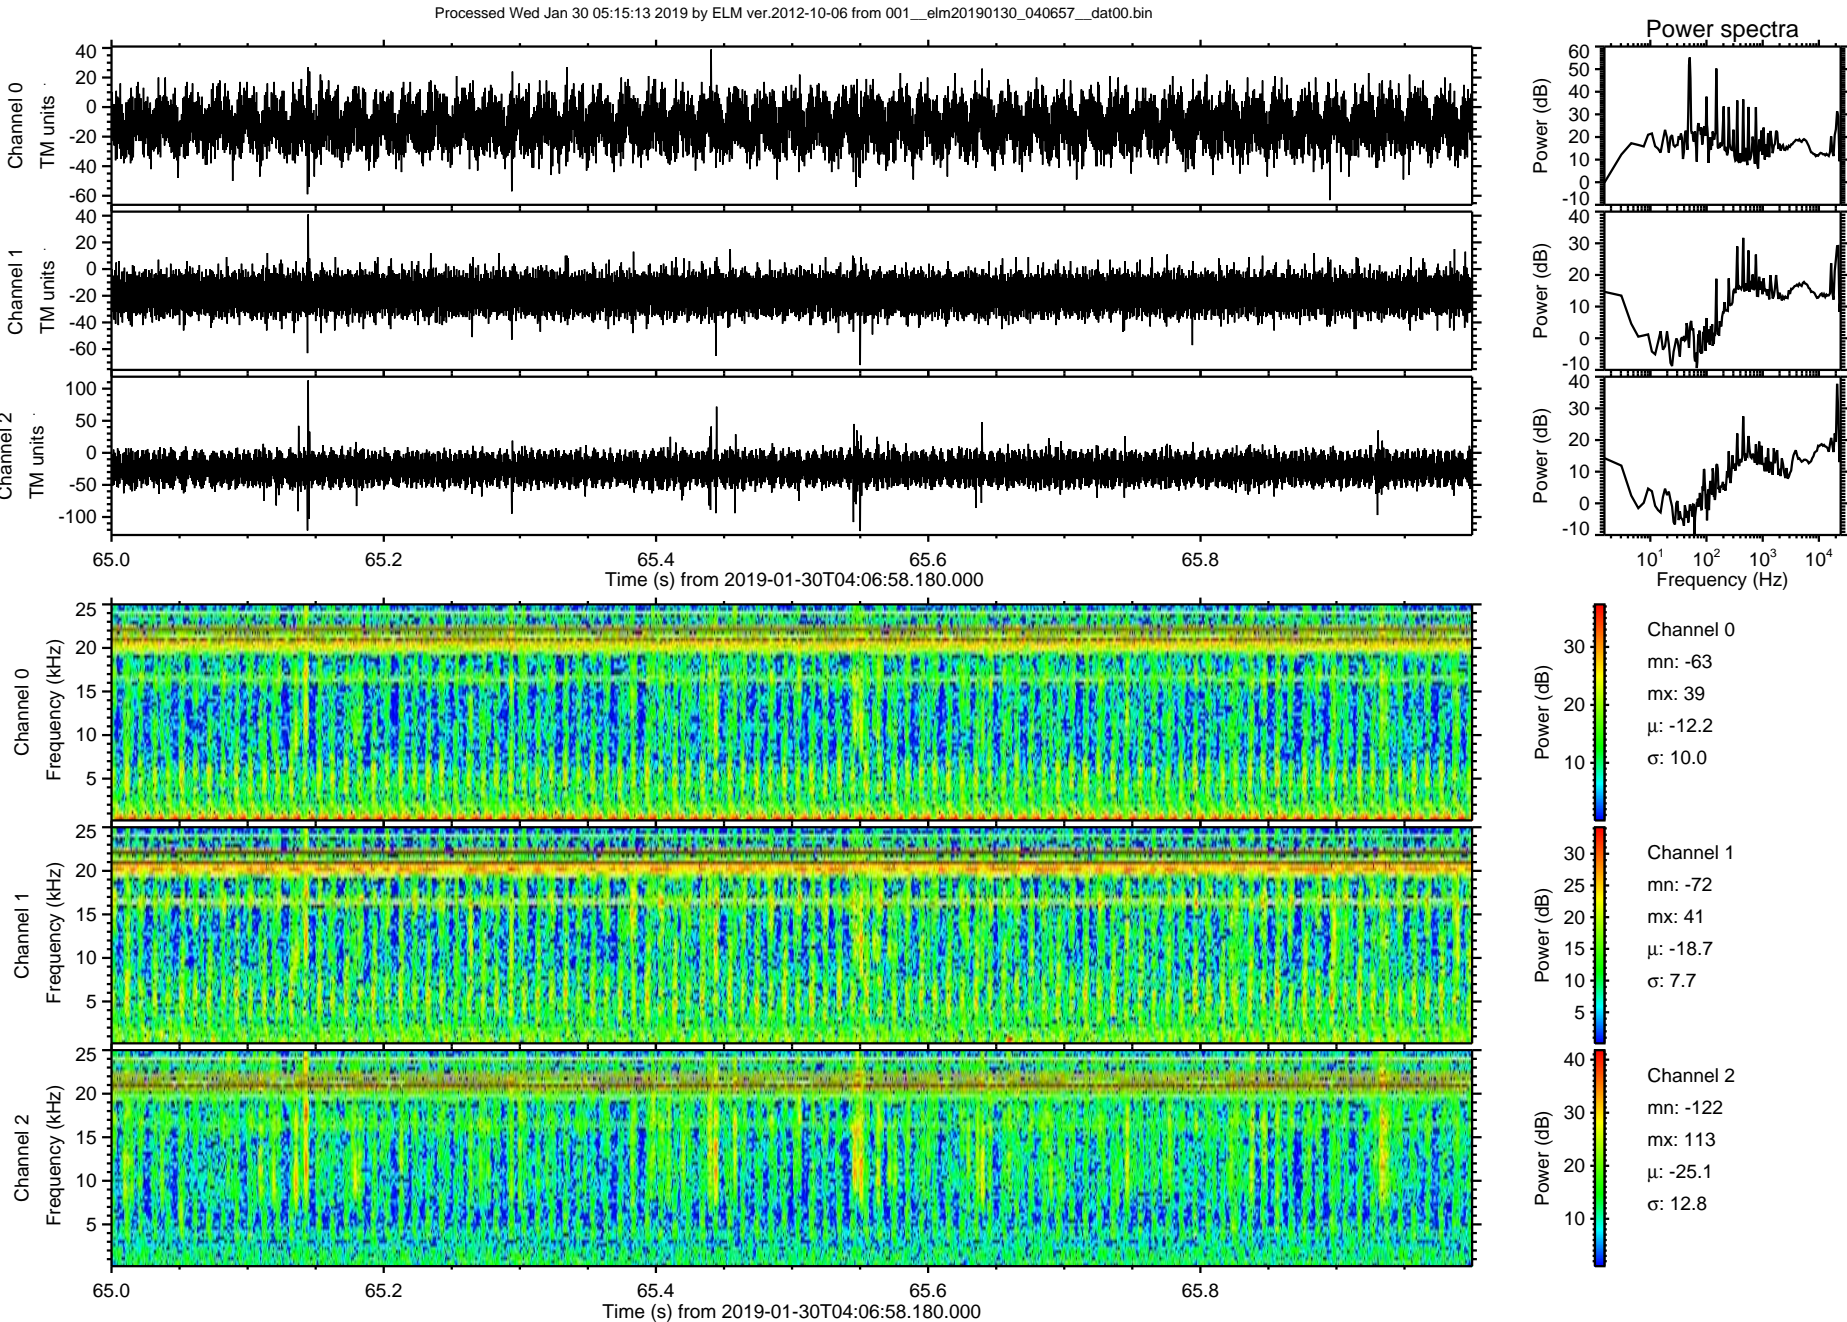 Processed Wed Jan 30 05:15:13 2019 by ELM ver.2012-10-06 from 001__elm20190130_040657__dat00.bin
Power spectra
Channel 0
TM units
40
20
0
-20
-40
-60
Power (dB)
60
50
40
30
20
10
0
-10
Channel 1
TM units
40
20
0
-20
-40
-60
Power (dB)
40
30
20
10
0
-10
Channel 2
TM units
100
50
0
-50
-100
Power (dB)
40
30
20
10
0
-10
65.0 65.2 65.4 65.6 65.8
Time (s) from 2019-01-30T04:06:58.180.000
10¹ 10² 10³ 10⁴
Frequency (Hz)
Channel 0
Frequency (kHz)
25
20
15
10
5
Power (dB)
30
20
10
Channel 0
mn: -63
mx: 39
μ: -12.2
σ: 10.0
Channel 1
Frequency (kHz)
25
20
15
10
5
Power (dB)
30
25
20
15
10
5
Channel 1
mn: -72
mx: 41
μ: -18.7
σ: 7.7
Channel 2
Frequency (kHz)
25
20
15
10
5
Power (dB)
40
30
20
10
Channel 2
mn: -122
mx: 113
μ: -25.1
σ: 12.8
65.0 65.2 65.4 65.6 65.8
Time (s) from 2019-01-30T04:06:58.180.000